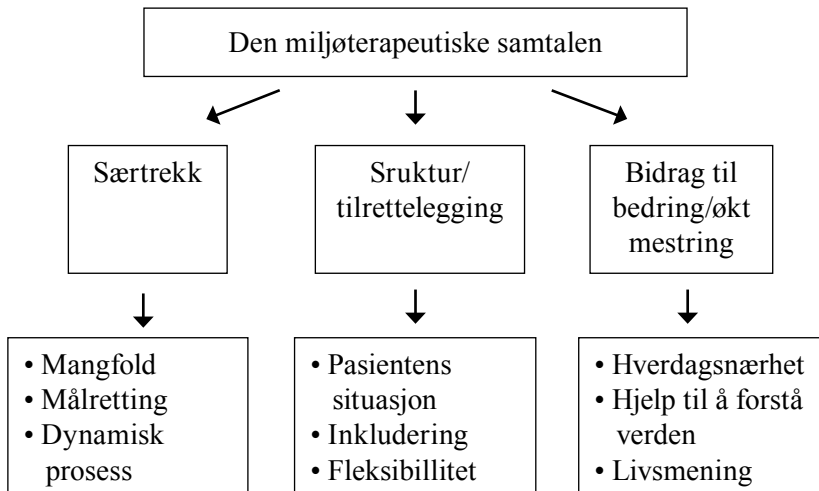 Den miljøterapeutiske samtalen
Særtrekk
Sruktur/
tilrettelegging
Bidrag til
bedring/økt
mestring
• Mangfold
• Målretting
• Dynamisk
prosess
• Pasientens
situasjon
• Inkludering
• Fleksibillitet
• Hverdagsnærhet
• Hjelp til å forstå
verden
• Livsmening